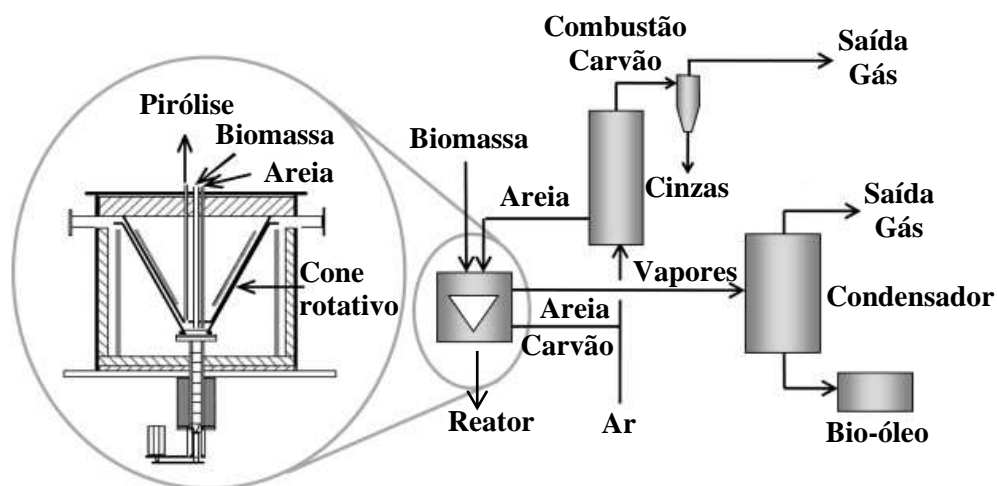 Pirólise
Biomassa
Areia
Cone
rotativo
Combustão
Carvão
Saída
Gás
Biomassa
Cinzas
Areia
Saída
Gás
Vapores
Condensador
Areia
Carvão
Reator
Ar
Bio-óleo